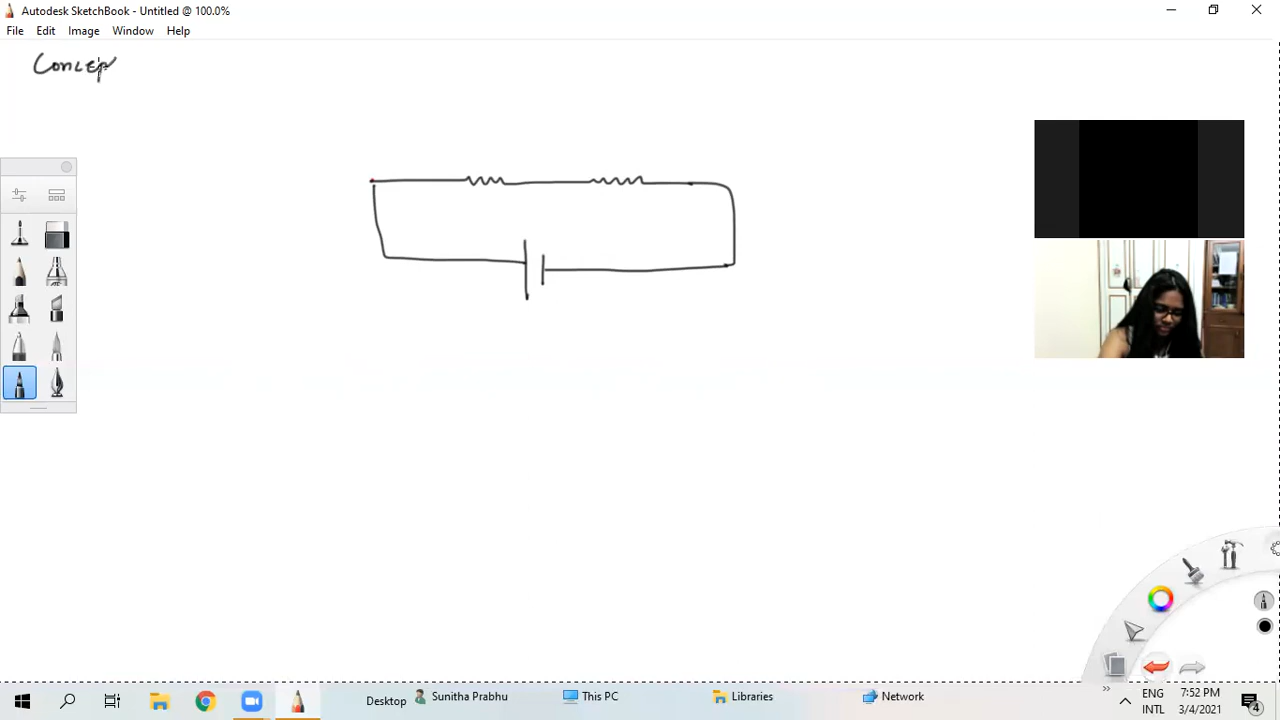 Autodesk SketchBook - Untitled @ 100.0%
File Edit Image Window Help
Concep
Desktop
Sunitha Prabhu
This PC
Libraries
Network
ENG
INTL
7:52 PM
3/4/2021
4